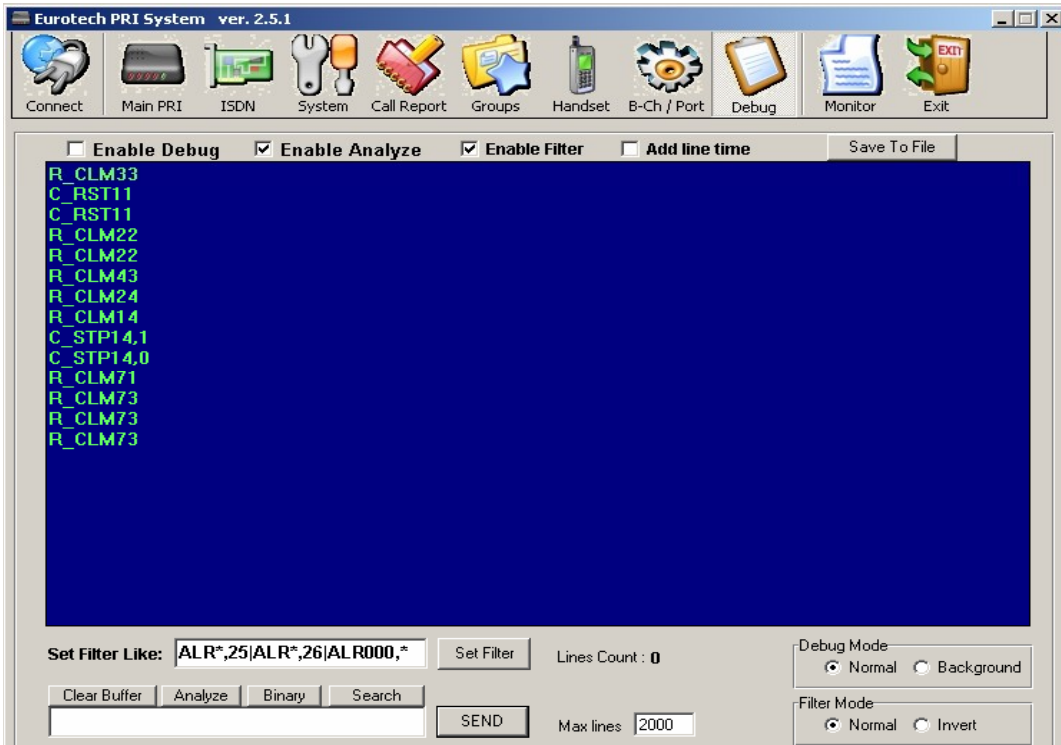 Eurotech PRI System ver. 2.5.1
Connect Main PRI ISDN System Call Report Groups Handset B-Ch / Port Debug Monitor Exit
EXIT
Enable Debug Enable Analyze Enable Filter Add line time Save To File
R_CLM33
C_RST11
C_RST11
R_CLM22
R_CLM22
R_CLM43
R_CLM24
R_CLM14
C_STP14,1
C_STP14,0
R_CLM71
R_CLM73
R_CLM73
R_CLM73
Set Filter Like: ALR*,25|ALR*,26|ALR000,* Set Filter Lines Count : 0
Debug Mode
Normal Background
Clear Buffer Analyze Binary Search
SEND Max lines 2000
Filter Mode
Normal Invert